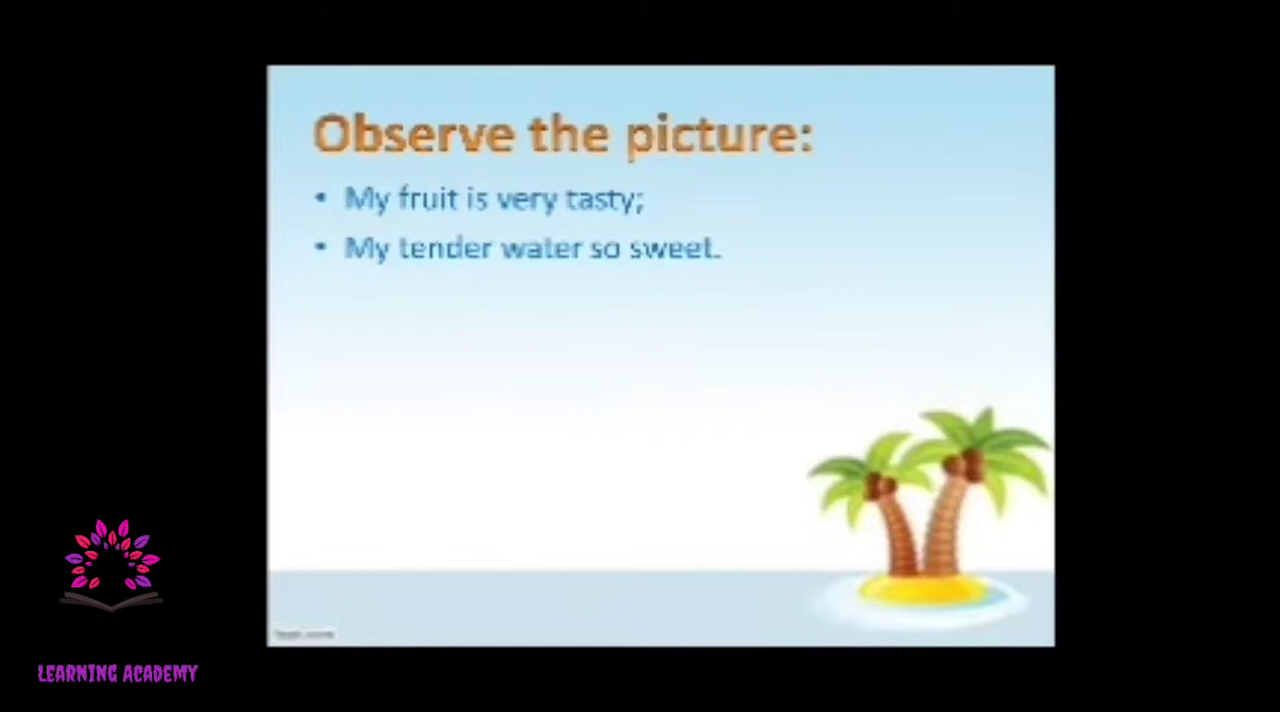 Observe the picture:
• My fruit is very tasty;
• My tender water so sweet.
LEARNING ACADEMY